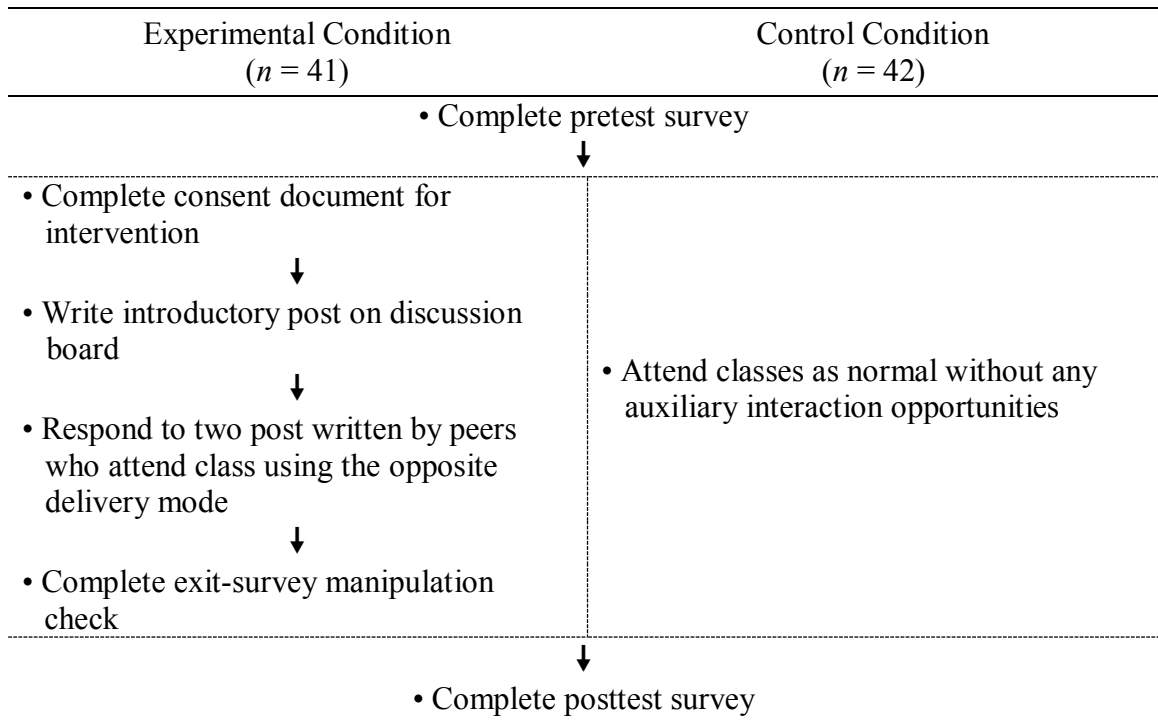 Experimental Condition
(n = 41)
Control Condition
(n = 42)
• Complete pretest survey
• Complete consent document for
intervention
• Write introductory post on discussion
board
• Respond to two post written by peers
who attend class using the opposite
delivery mode
• Complete exit-survey manipulation
check
• Attend classes as normal without any
auxiliary interaction opportunities
• Complete posttest survey